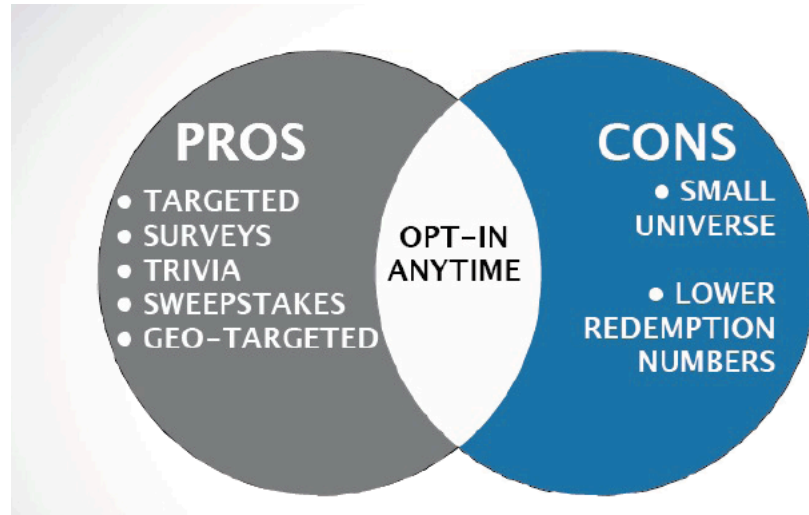 PROS
• TARGETED
• SURVEYS
• TRIVIA
• SWEEPSTAKES
• GEO-TARGETED
OPT-IN
ANYTIME
CONS
• SMALL
UNIVERSE
• LOWER
REDEMPTION
NUMBERS